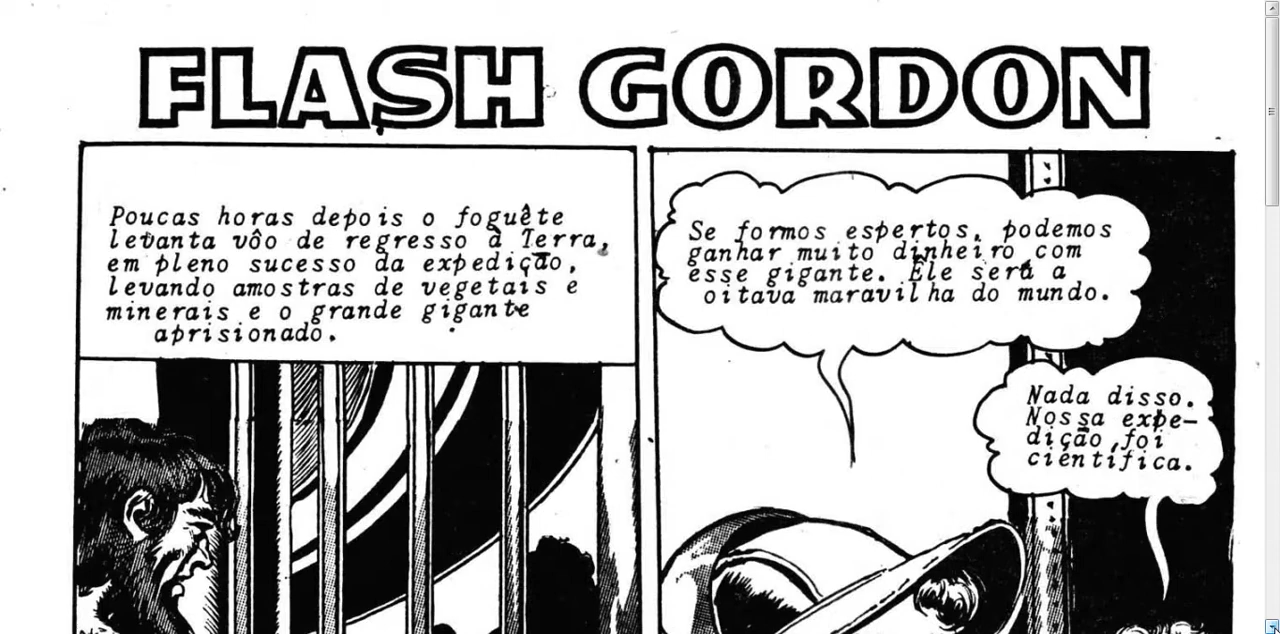 FLASH GORDON
Poucas horas depois o foguête
levanta vôo de regresso à Terra,
em pleno sucesso da expedição,
levando amostras de vegetais e
minerais e o grande gigante
aprisionado.
Se formos espertos, podemos
ganhar muito dinheiro com
esse gigante. Ele será a
oitava maravilha do mundo.
Nada disso.
Nossa expe-
dição foi
científica.